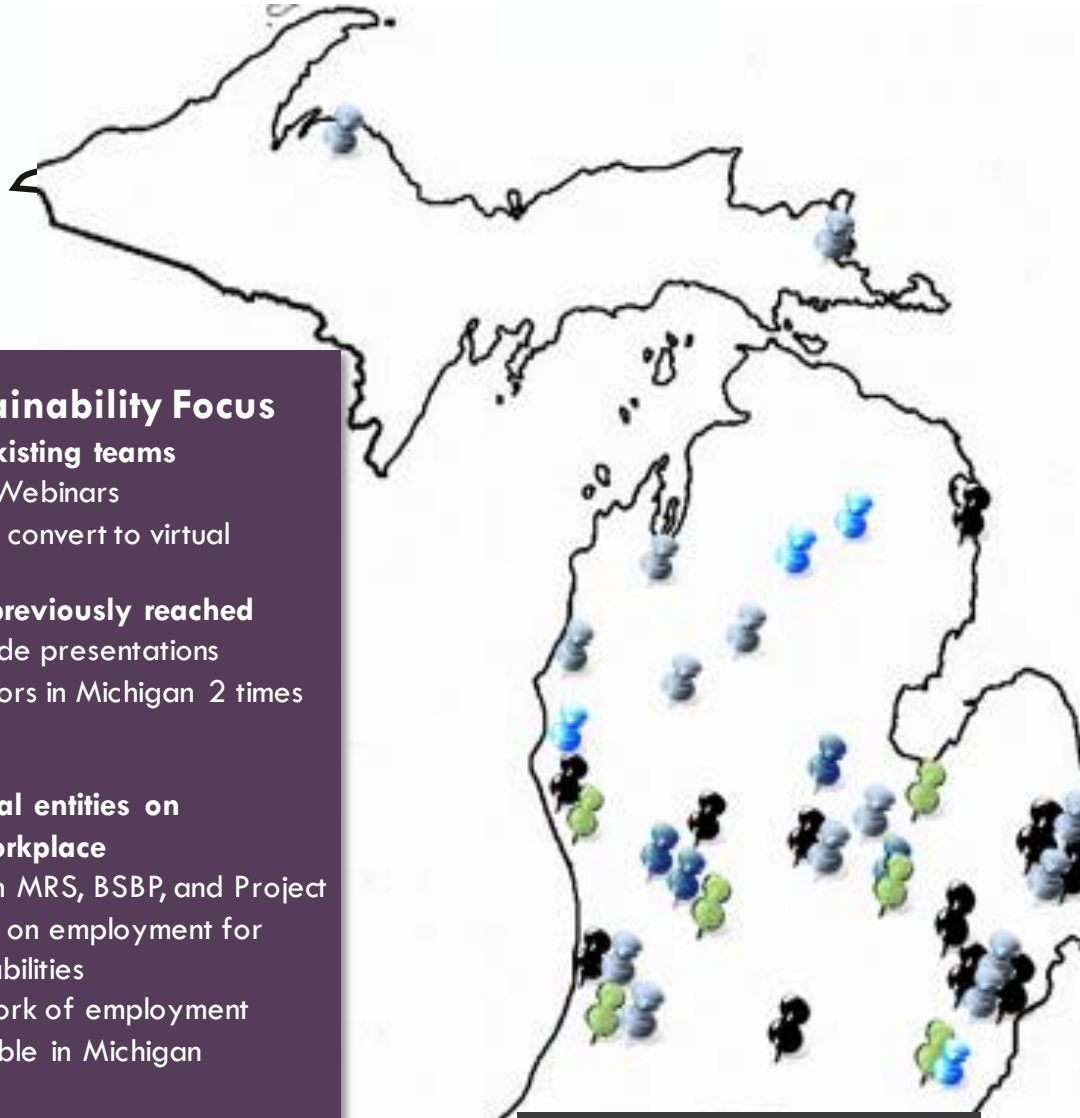 ainability Focus
xisting teams
Webinars
convert to virtual
previously reached
de presentations
ors in Michigan 2 times
al entities on
orkplace
n MRS, BSBP, and Project
on employment for
bilities
ork of employment
ble in Michigan